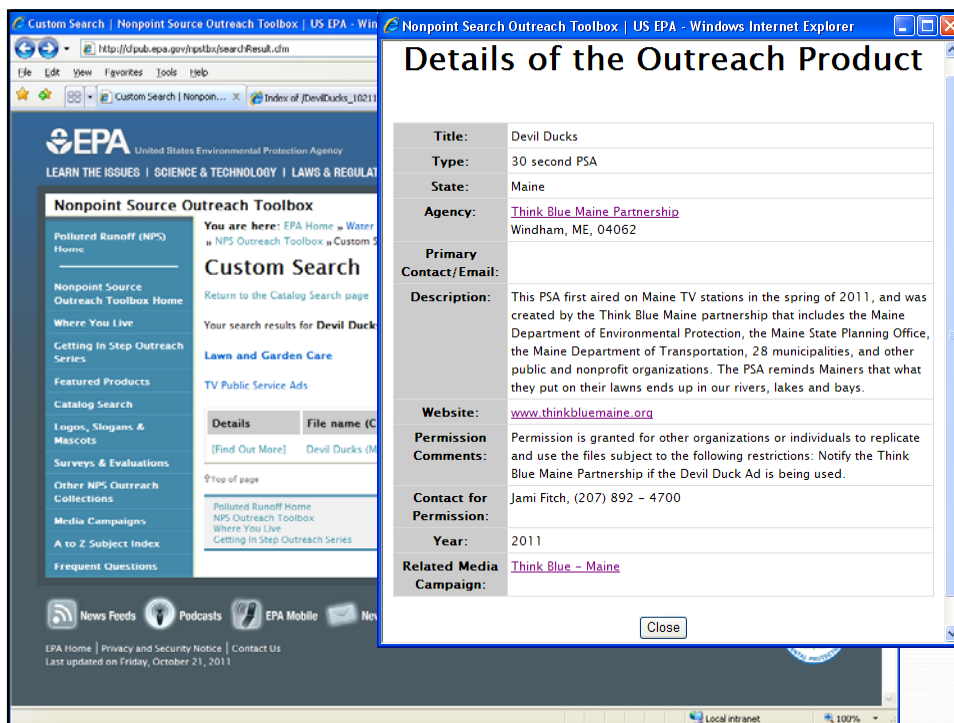 Custom Search | Nonpoint Source Outreach Toolbox | US EPA - Win
http://cfpub.epa.gov/npstbx/searchResult.cfm
File Edit View Favorites Tools Help
Custom Search | Nonpoin... X
Index of /DevilDucks_10211
EPA United States Environmental Protection Agency
LEARN THE ISSUES | SCIENCE & TECHNOLOGY | LAWS & REGULAT
Nonpoint Source Outreach Toolbox
Polluted Runoff (NPS)
Home
Nonpoint Source
Outreach Toolbox Home
Where You Live
Getting In Step Outreach
Series
Featured Products
Catalog Search
Logos, Slogans &
Mascots
Surveys & Evaluations
Other NPS Outreach
Collections
Media Campaigns
A to Z Subject Index
Frequent Questions
You are here: EPA Home » Water
» NPS Outreach Toolbox » Custom S
Custom Search
Return to the Catalog Search page
Your search results for Devil Duck
Lawn and Garden Care
TV Public Service Ads
Details File name (C
[Find Out More] Devil Ducks (M
⇧Top of page
Polluted Runoff Home
NPS Outreach Toolbox
Where You Live
Getting In Step Outreach Series
News Feeds Podcasts EPA Mobile Nev
EPA Home | Privacy and Security Notice | Contact Us
Last updated on Friday, October 21, 2011
Local intranet 100%
Nonpoint Search Outreach Toolbox | US EPA - Windows Internet Explorer
Details of the Outreach Product
Title: Devil Ducks
Type: 30 second PSA
State: Maine
Agency: Think Blue Maine Partnership
Windham, ME, 04062
Primary
Contact/Email:
Description: This PSA first aired on Maine TV stations in the spring of 2011, and was
created by the Think Blue Maine partnership that includes the Maine
Department of Environmental Protection, the Maine State Planning Office,
the Maine Department of Transportation, 28 municipalities, and other
public and nonprofit organizations. The PSA reminds Mainers that what
they put on their lawns ends up in our rivers, lakes and bays.
Website: www.thinkbluemaine.org
Permission
Comments:
Permission is granted for other organizations or individuals to replicate
and use the files subject to the following restrictions: Notify the Think
Blue Maine Partnership if the Devil Duck Ad is being used.
Contact for
Permission:
Jami Fitch, (207) 892 - 4700
Year: 2011
Related Media
Campaign:
Think Blue - Maine
Close